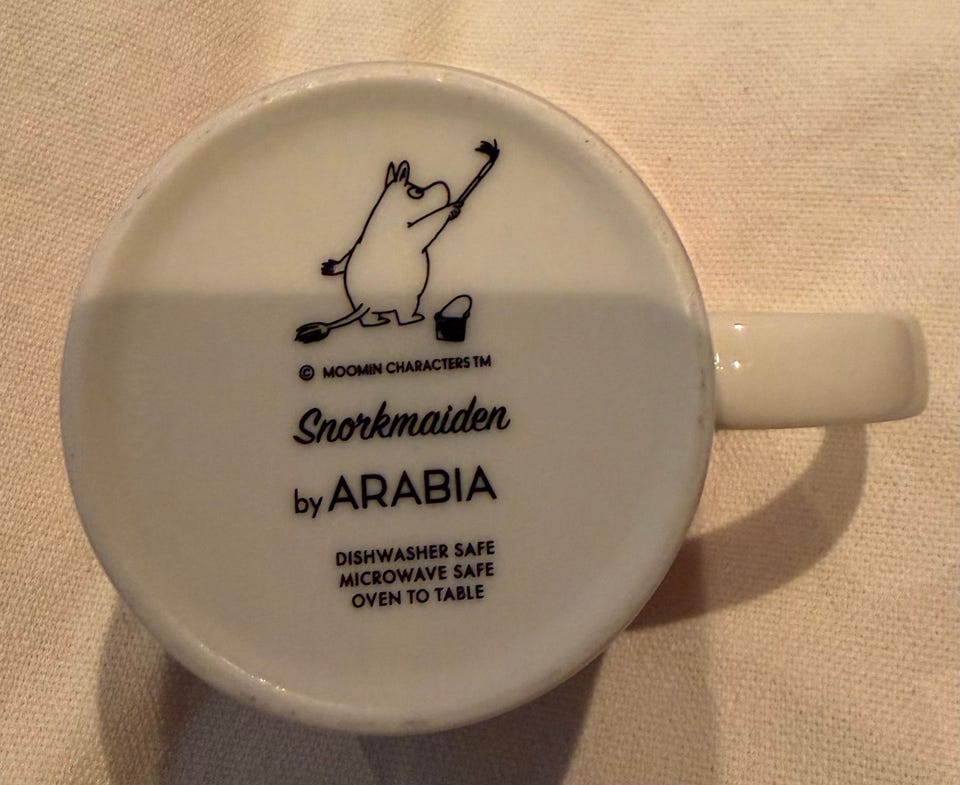 © MOOMIN CHARACTERS TM
Snorkmaiden
by ARABIA
DISHWASHER SAFE
MICROWAVE SAFE
OVEN TO TABLE